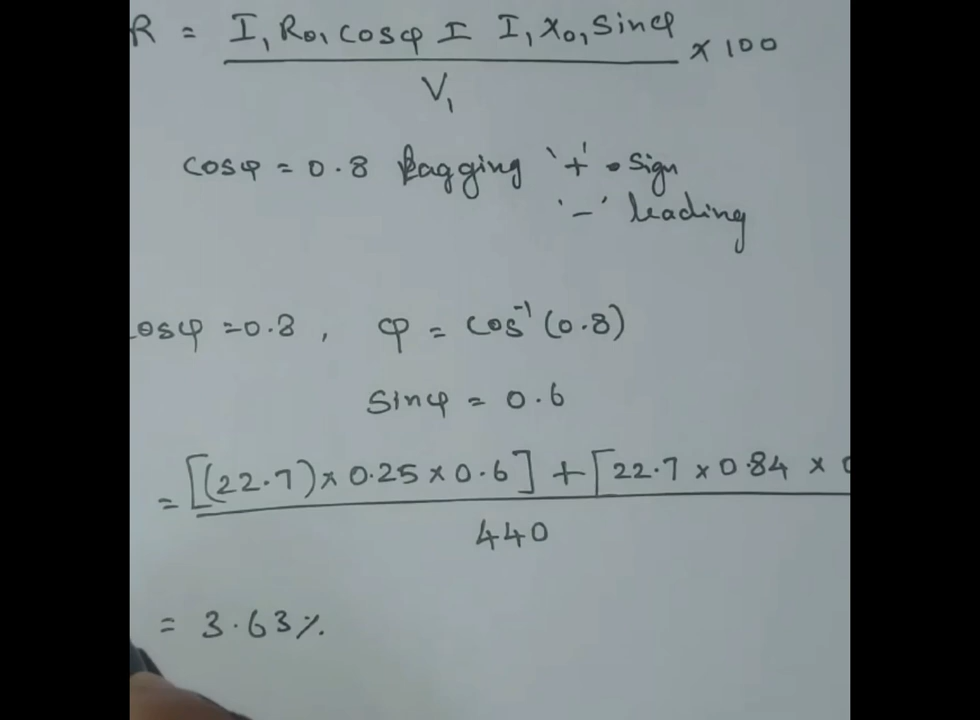 R = I₁R₀₁cosφ ± I₁X₀₁sinφ × 100
V₁
cosφ = 0.8 lagging '+' sign
'-' leading
cosφ = 0.8, φ = cos⁻¹(0.8)
sinφ = 0.6
= [(22.7) × 0.25 × 0.6] + [22.7 × 0.84 ×
440
= 3.63%